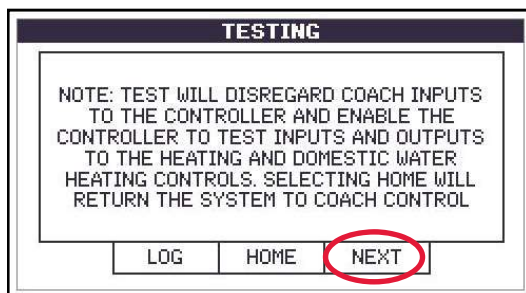 TESTING
NOTE: TEST WILL DISREGARD COACH INPUTS
TO THE CONTROLLER AND ENABLE THE
CONTROLLER TO TEST INPUTS AND OUTPUTS
TO THE HEATING AND DOMESTIC WATER
HEATING CONTROLS. SELECTING HOME WILL
RETURN THE SYSTEM TO COACH CONTROL
LOG HOME NEXT